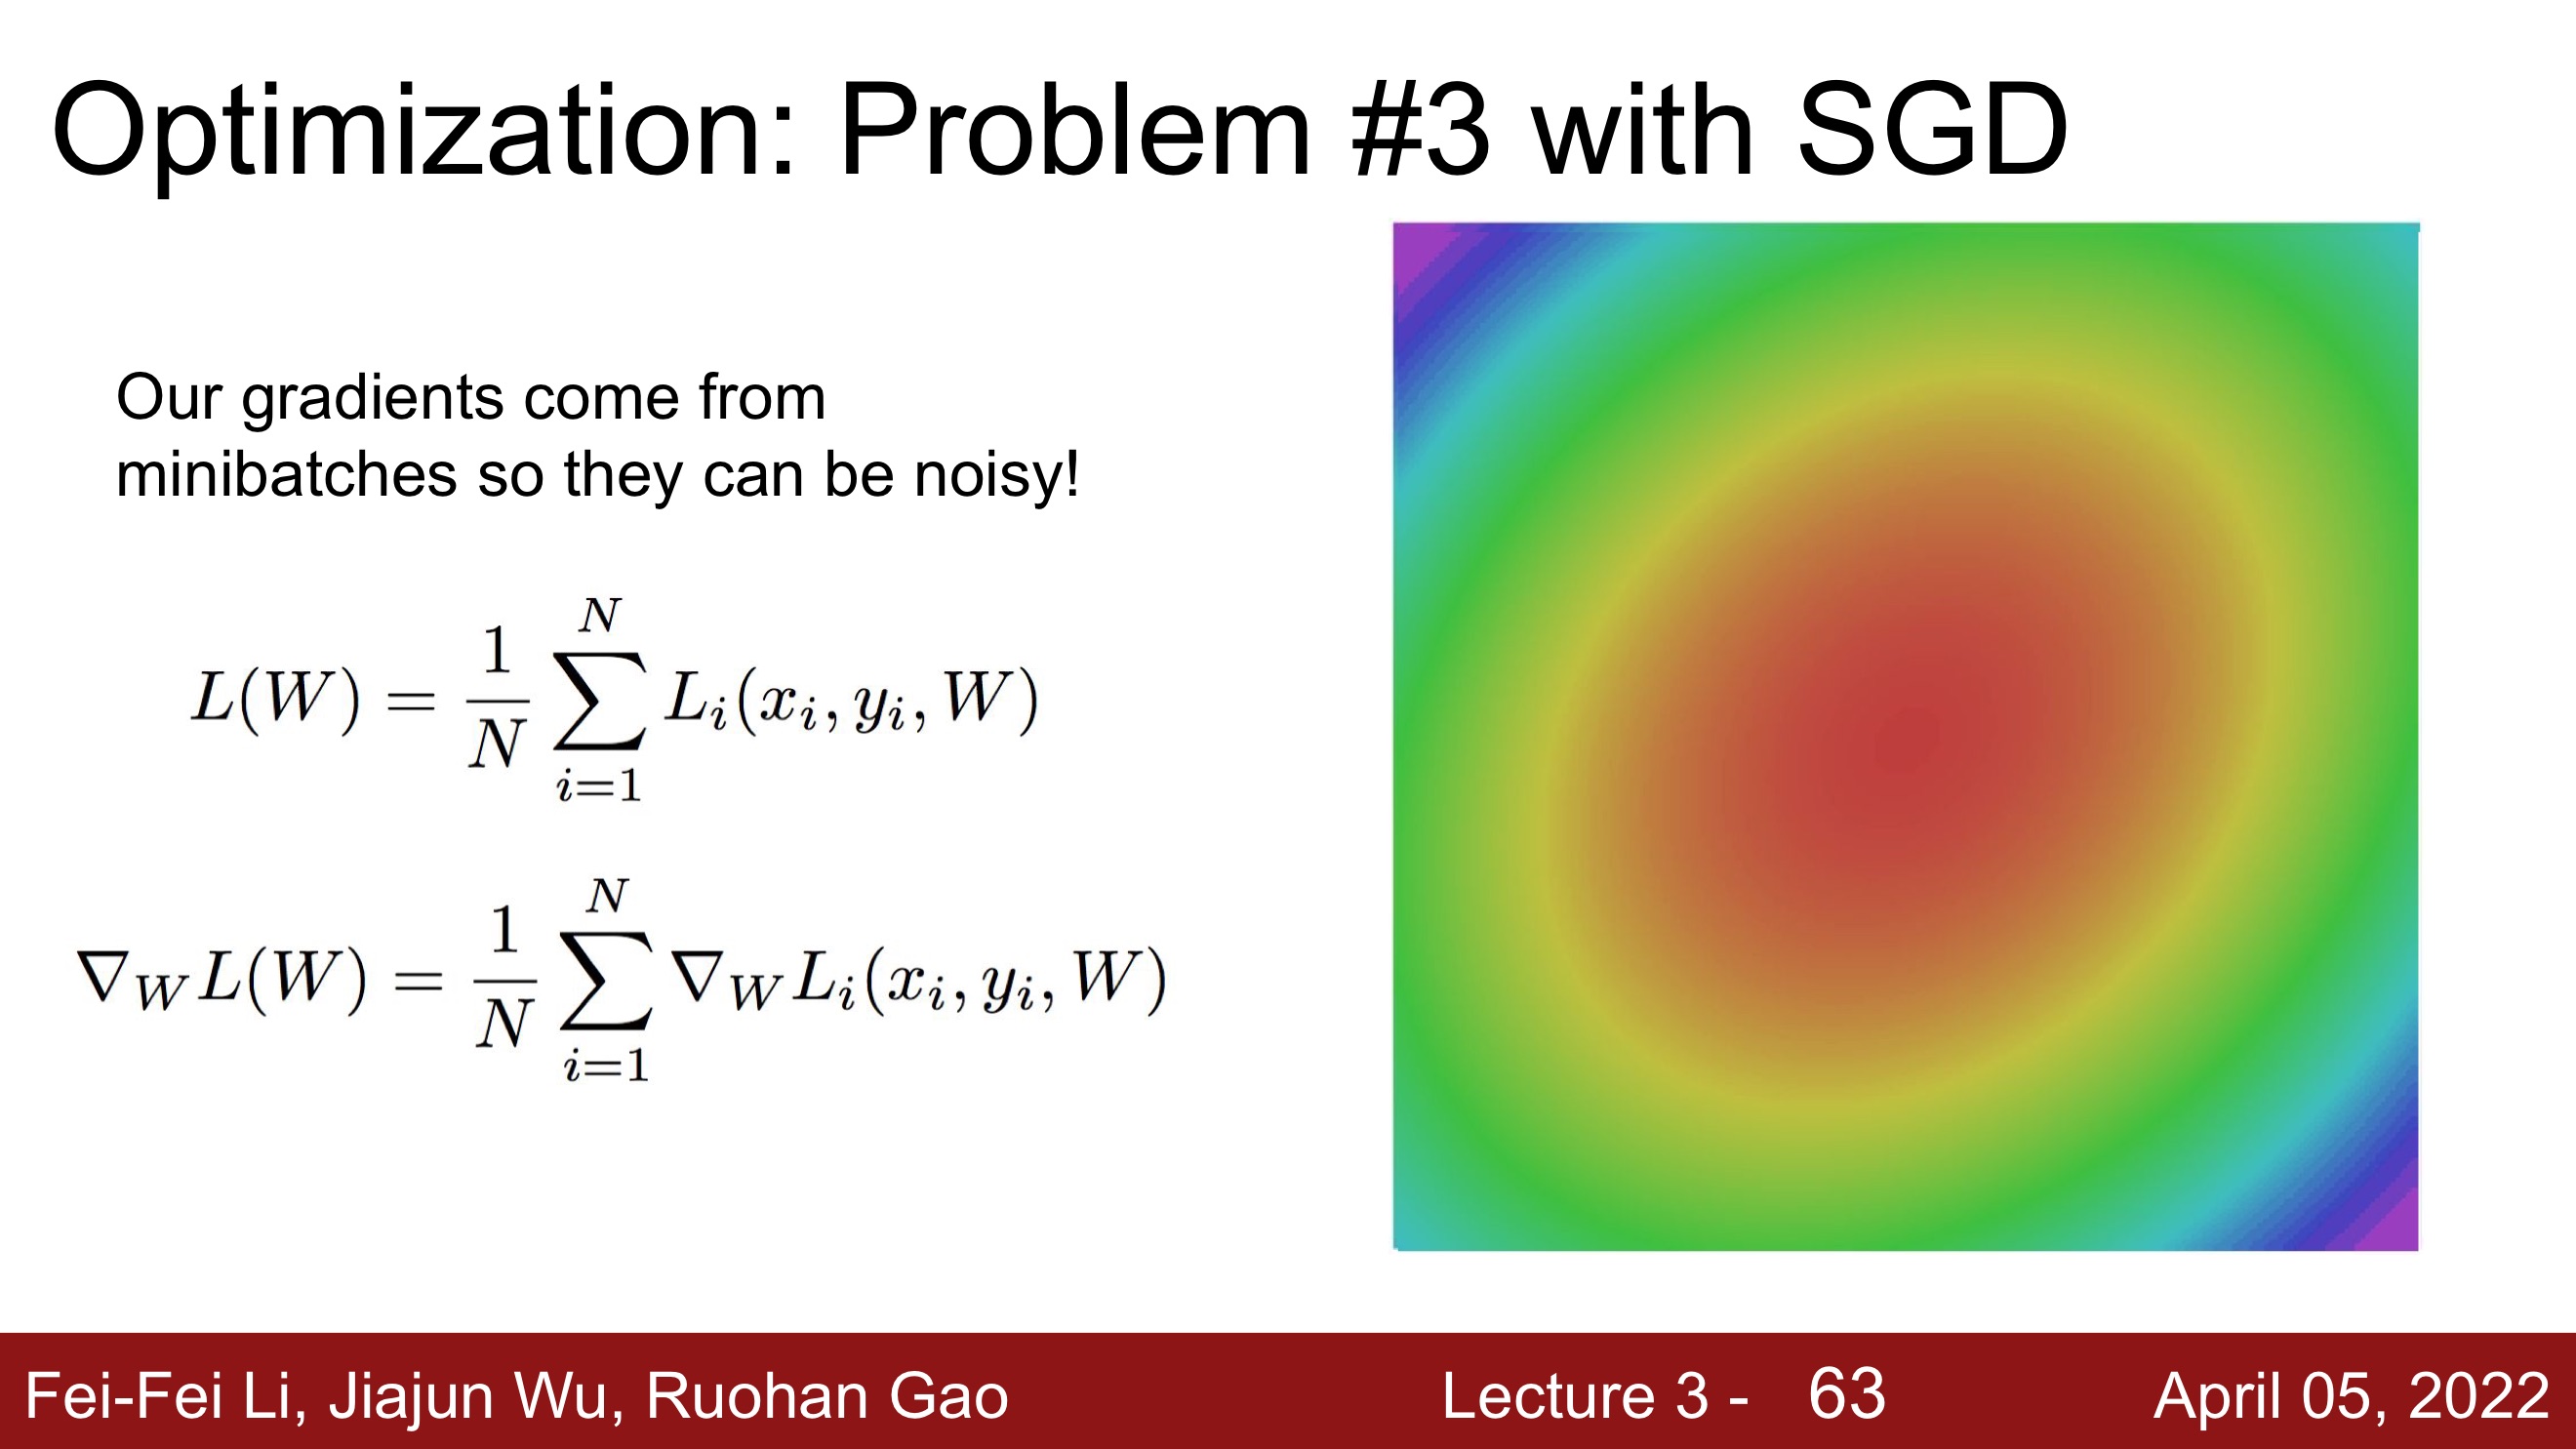 Optimization: Problem #3 with SGD
Our gradients come from
minibatches so they can be noisy!
L(W) = \frac{1}{N} \sum_{i=1}^{N} L_i(x_i, y_i, W)
\nabla_W L(W) = \frac{1}{N} \sum_{i=1}^{N} \nabla_W L_i(x_i, y_i, W)
Fei-Fei Li, Jiajun Wu, Ruohan Gao Lecture 3 - 63 April 05, 2022